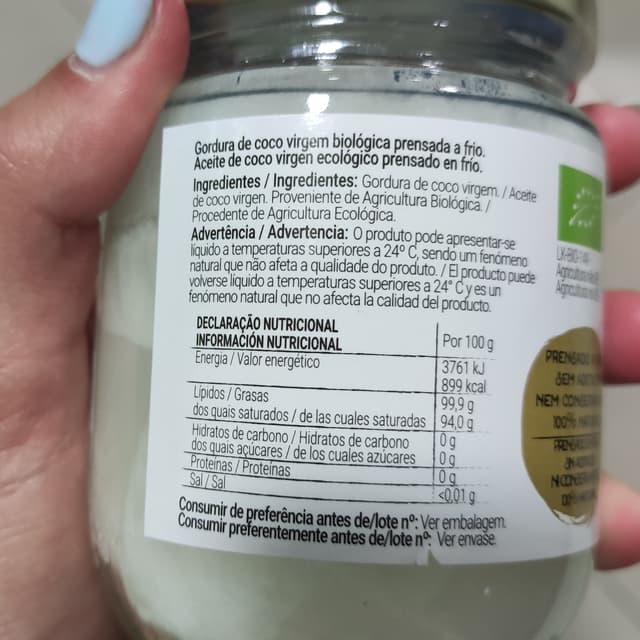 Gordura de coco virgem biológica prensada a frio.
Aceite de coco virgen ecológico prensado en frío.
Ingredientes / Ingredientes: Gordura de coco virgem. / Aceite
de coco virgen. Proveniente de Agricultura Biológica. /
Procedente de Agricultura Ecológica.
Advertência / Advertencia: O produto pode apresentar-se
líquido a temperaturas superiores a 24º C, sendo um fenómeno
natural que não afeta a qualidade do produto. / El producto puede
volverse líquido a temperaturas superiores a 24° C y es un
fenómeno natural que no afecta la calidad del producto.
DECLARAÇÃO NUTRICIONAL
INFORMACIÓN NUTRICIONAL Por 100 g
Energia / Valor energético 3761 kJ
899 kcal
Lípidos / Grasas 99,9 g
dos quais saturados / de las cuales saturadas 94,0 g
Hidratos de carbono / Hidratos de carbono 0 g
dos quais açúcares / de los cuales azúcares 0 g
Proteínas / Proteínas 0 g
Sal / Sal <0,01 g
Consumir de preferência antes de/lote nº: Ver embalagem.
Consumir preferentemente antes de/lote nº: Ver envase.
Agricultura
Agricultura
PRENSADO
SEM
NEM
100%